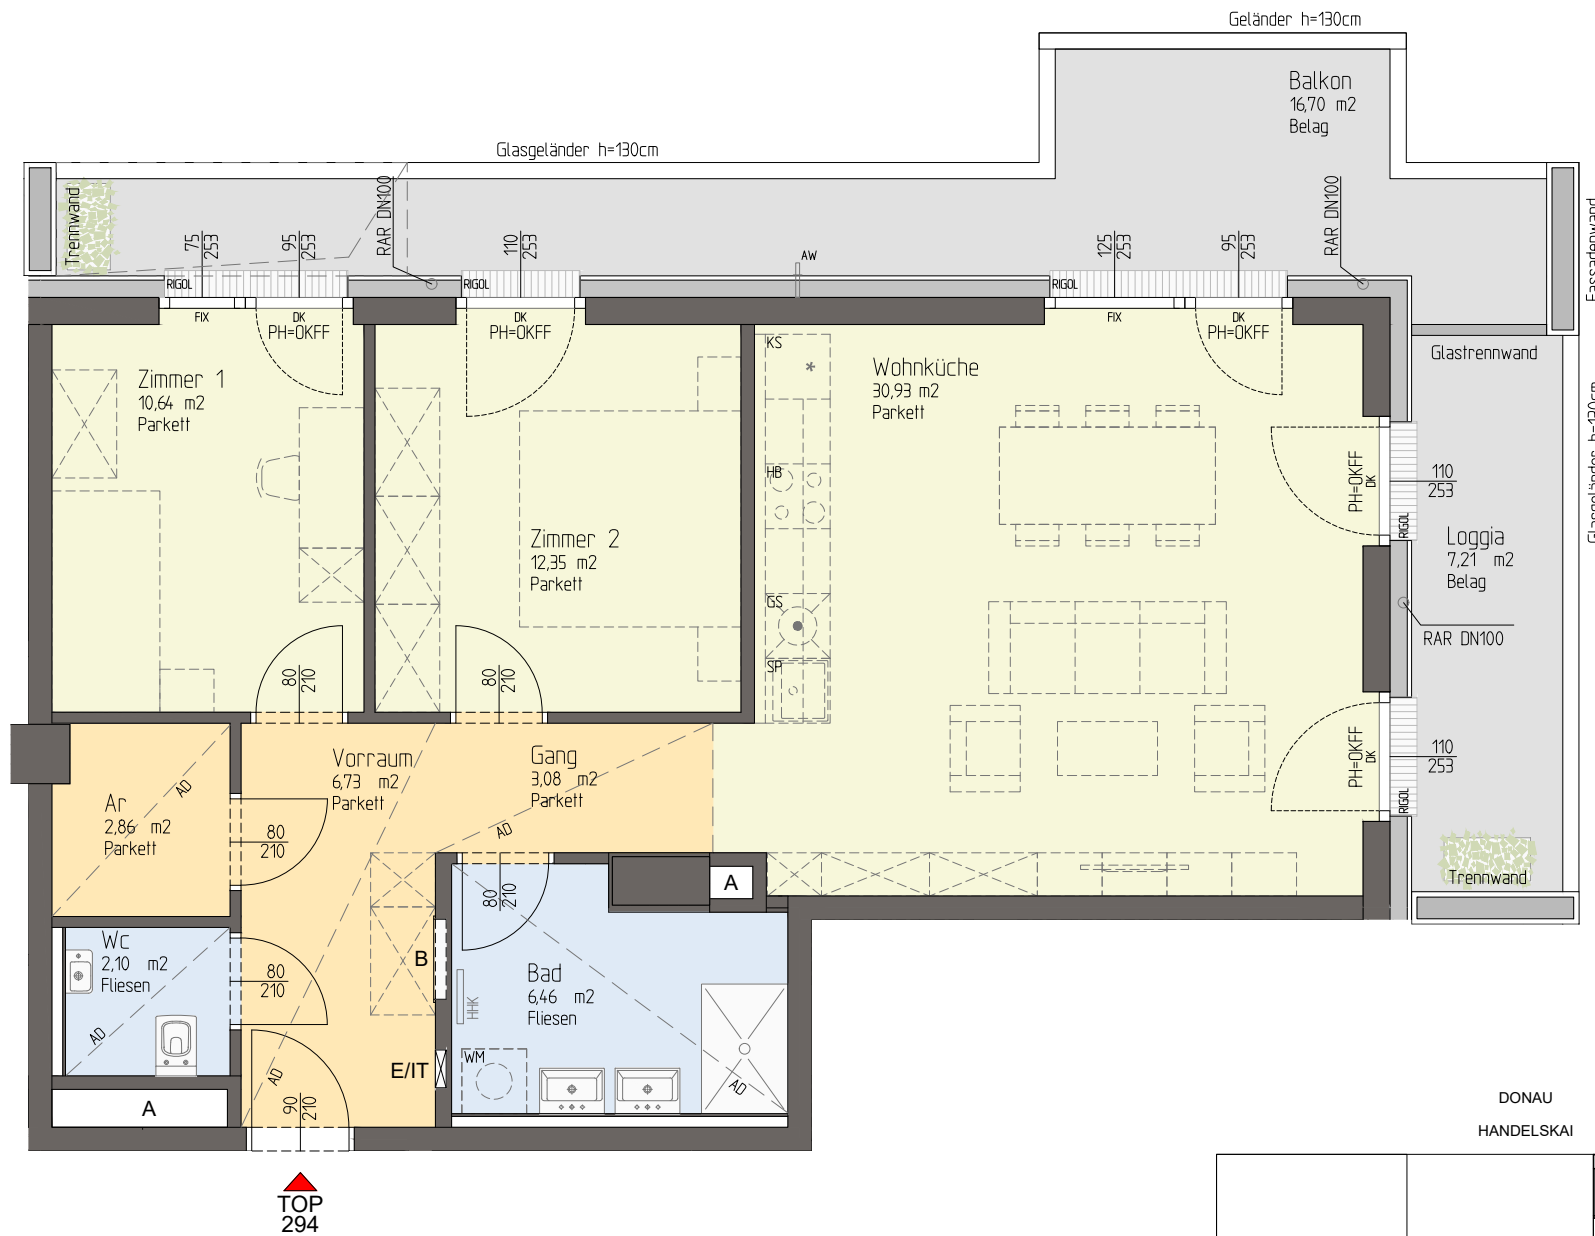 Geländer h=130cm
Balkon
16,70 m2
Belag
Glasgeländer h=130cm
Trennwand
75
253
95
253
RAR DN100
110
253
AW
125
253
95
253
RAR DN100
Fassadenwand
RIGOL
RIGOL
RIGOL
FIX
DK
PH=OKFF
DK
PH=OKFF
FIX
DK
PH=OKFF
Glastrennwand
Zimmer 1
10,64 m2
Parkett
KS
*
Wohnküche
30,93 m2
Parkett
Glasgeländer h=130cm
HB
PH=OKFF
DK
110
253
RIGOL
Zimmer 2
12,35 m2
Parkett
Loggia
7,21 m2
Belag
GS
RAR DN100
SP
80
210
80
210
Vorraum
6,73 m2
Parkett
Gang
3,08 m2
Parkett
PH=OKFF
DK
110
253
RIGOL
AD
Ar
2,86 m2
Parkett
80
210
AD
Trennwand
A
80
210
Wc
2,10 m2
Fliesen
80
210
AD
B
HHK
Bad
6,46 m2
Fliesen
WM
E/IT
AD
AD
A
90
210
DONAU
HANDELSKAI
TOP
294